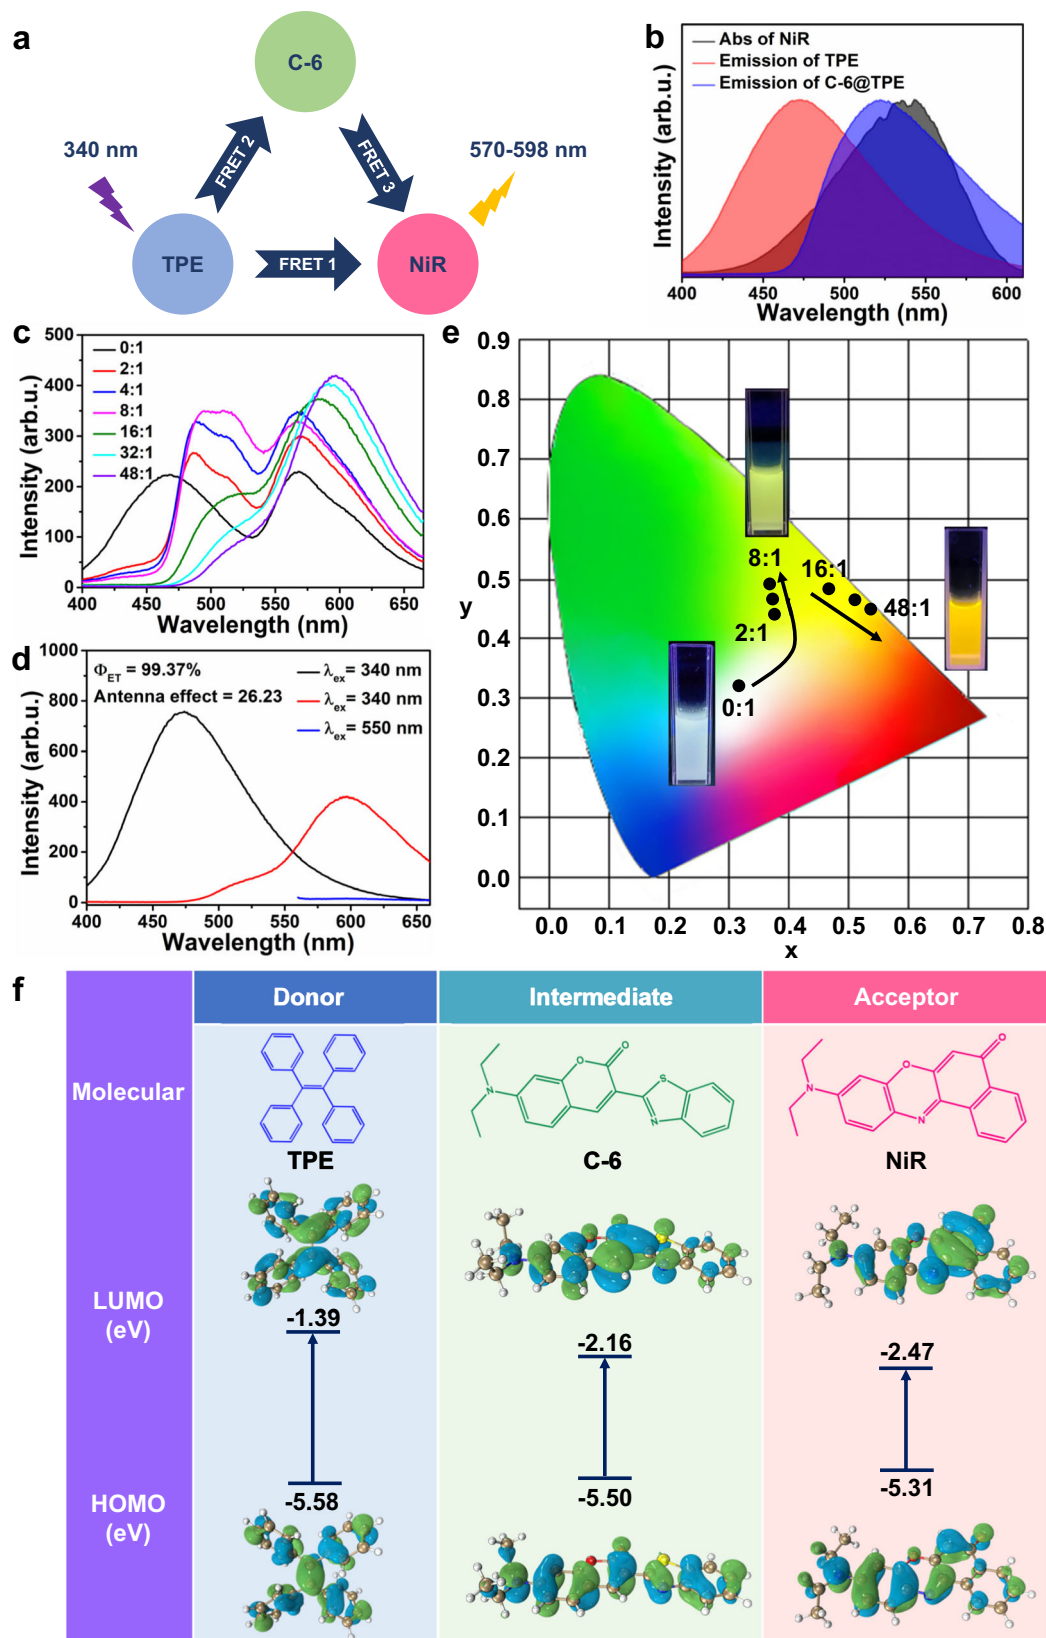 a
C-6
340 nm
FRET 2
FRET 3
570-598 nm
TPE
FRET 1
NiR
b
Abs of NiR
Emission of TPE
Emission of C-6@TPE
Intensity (arb.u.)
400 450 500 550 600
Wavelength (nm)
c
500
400
300
200
100
0
0:1
2:1
4:1
8:1
16:1
32:1
48:1
Intensity (arb.u.)
400 450 500 550 600 650
Wavelength (nm)
d
1000
800
600
400
200
0
Φ_ET = 99.37%
Antenna effect = 26.23
λ_ex= 340 nm
λ_ex= 340 nm
λ_ex= 550 nm
Intensity (arb.u.)
400 450 500 550 600 650
Wavelength (nm)
e
0.9
0.8
0.7
0.6
0.5
0.4
0.3
0.2
0.1
0.0
y
8:1
16:1
48:1
2:1
0:1
0.0 0.1 0.2 0.3 0.4 0.5 0.6 0.7 0.8
x
f
Donor Intermediate Acceptor
Molecular
N
O
O
S
N
N
O
O
N
TPE C-6 NiR
LUMO
(eV)
-1.39
-2.16
-2.47
HOMO
(eV)
-5.58
-5.50
-5.31